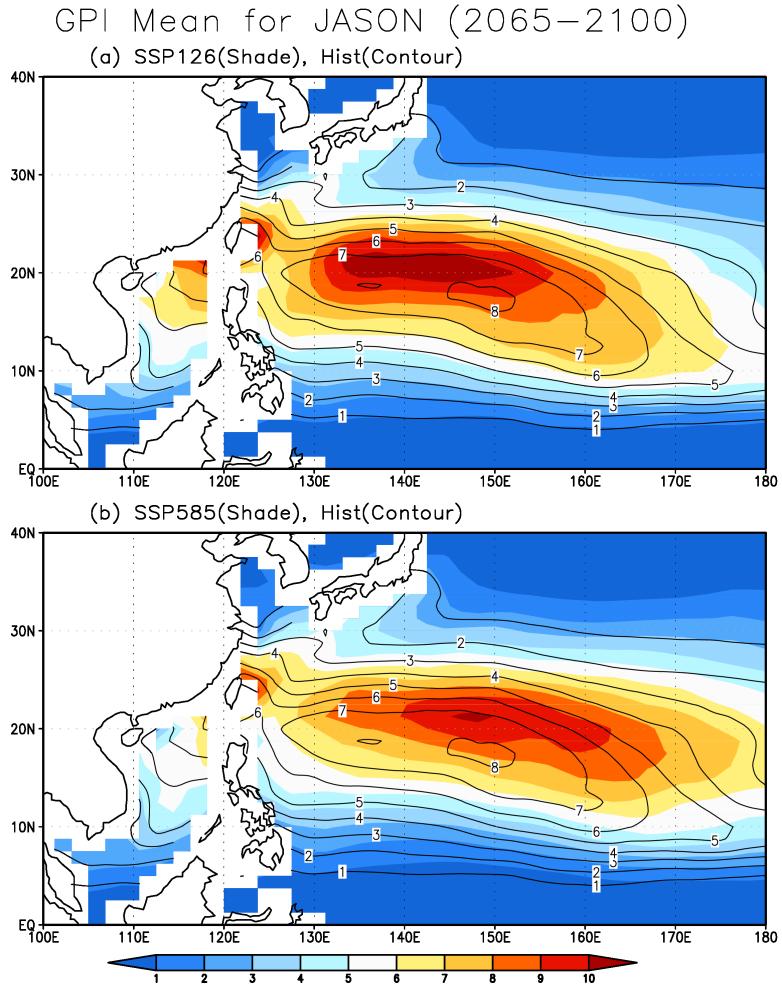 GPI Mean for JASON (2065-2100)
(a) SSP126(Shade), Hist(Contour)
40N
30N
20N
10N
EQ
2
3
4
4
5
6
6
7
8
7
6
5
5
4
3
4
3
2
2
1
1
100E 110E 120E 130E 140E 150E 160E 170E 180
(b) SSP585(Shade), Hist(Contour)
40N
30N
20N
10N
EQ
2
3
4
4
5
6
6
7
8
7
6
5
5
4
3
4
3
2
2
1
1
100E 110E 120E 130E 140E 150E 160E 170E 180
1 2 3 4 5 6 7 8 9 10